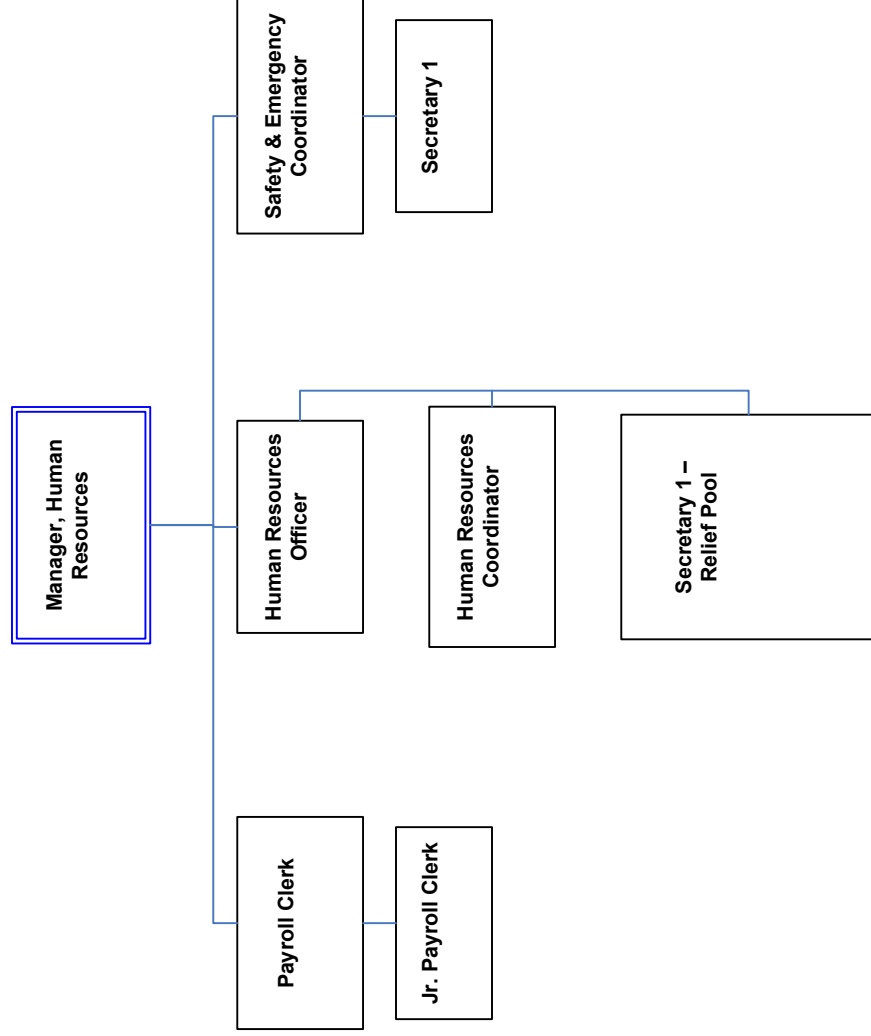 Manager, Human
Resources
Payroll Clerk
Human Resources
Officer
Safety & Emergency
Coordinator
Jr. Payroll Clerk
Human Resources
Coordinator
Secretary 1
Secretary 1 –
Relief Pool